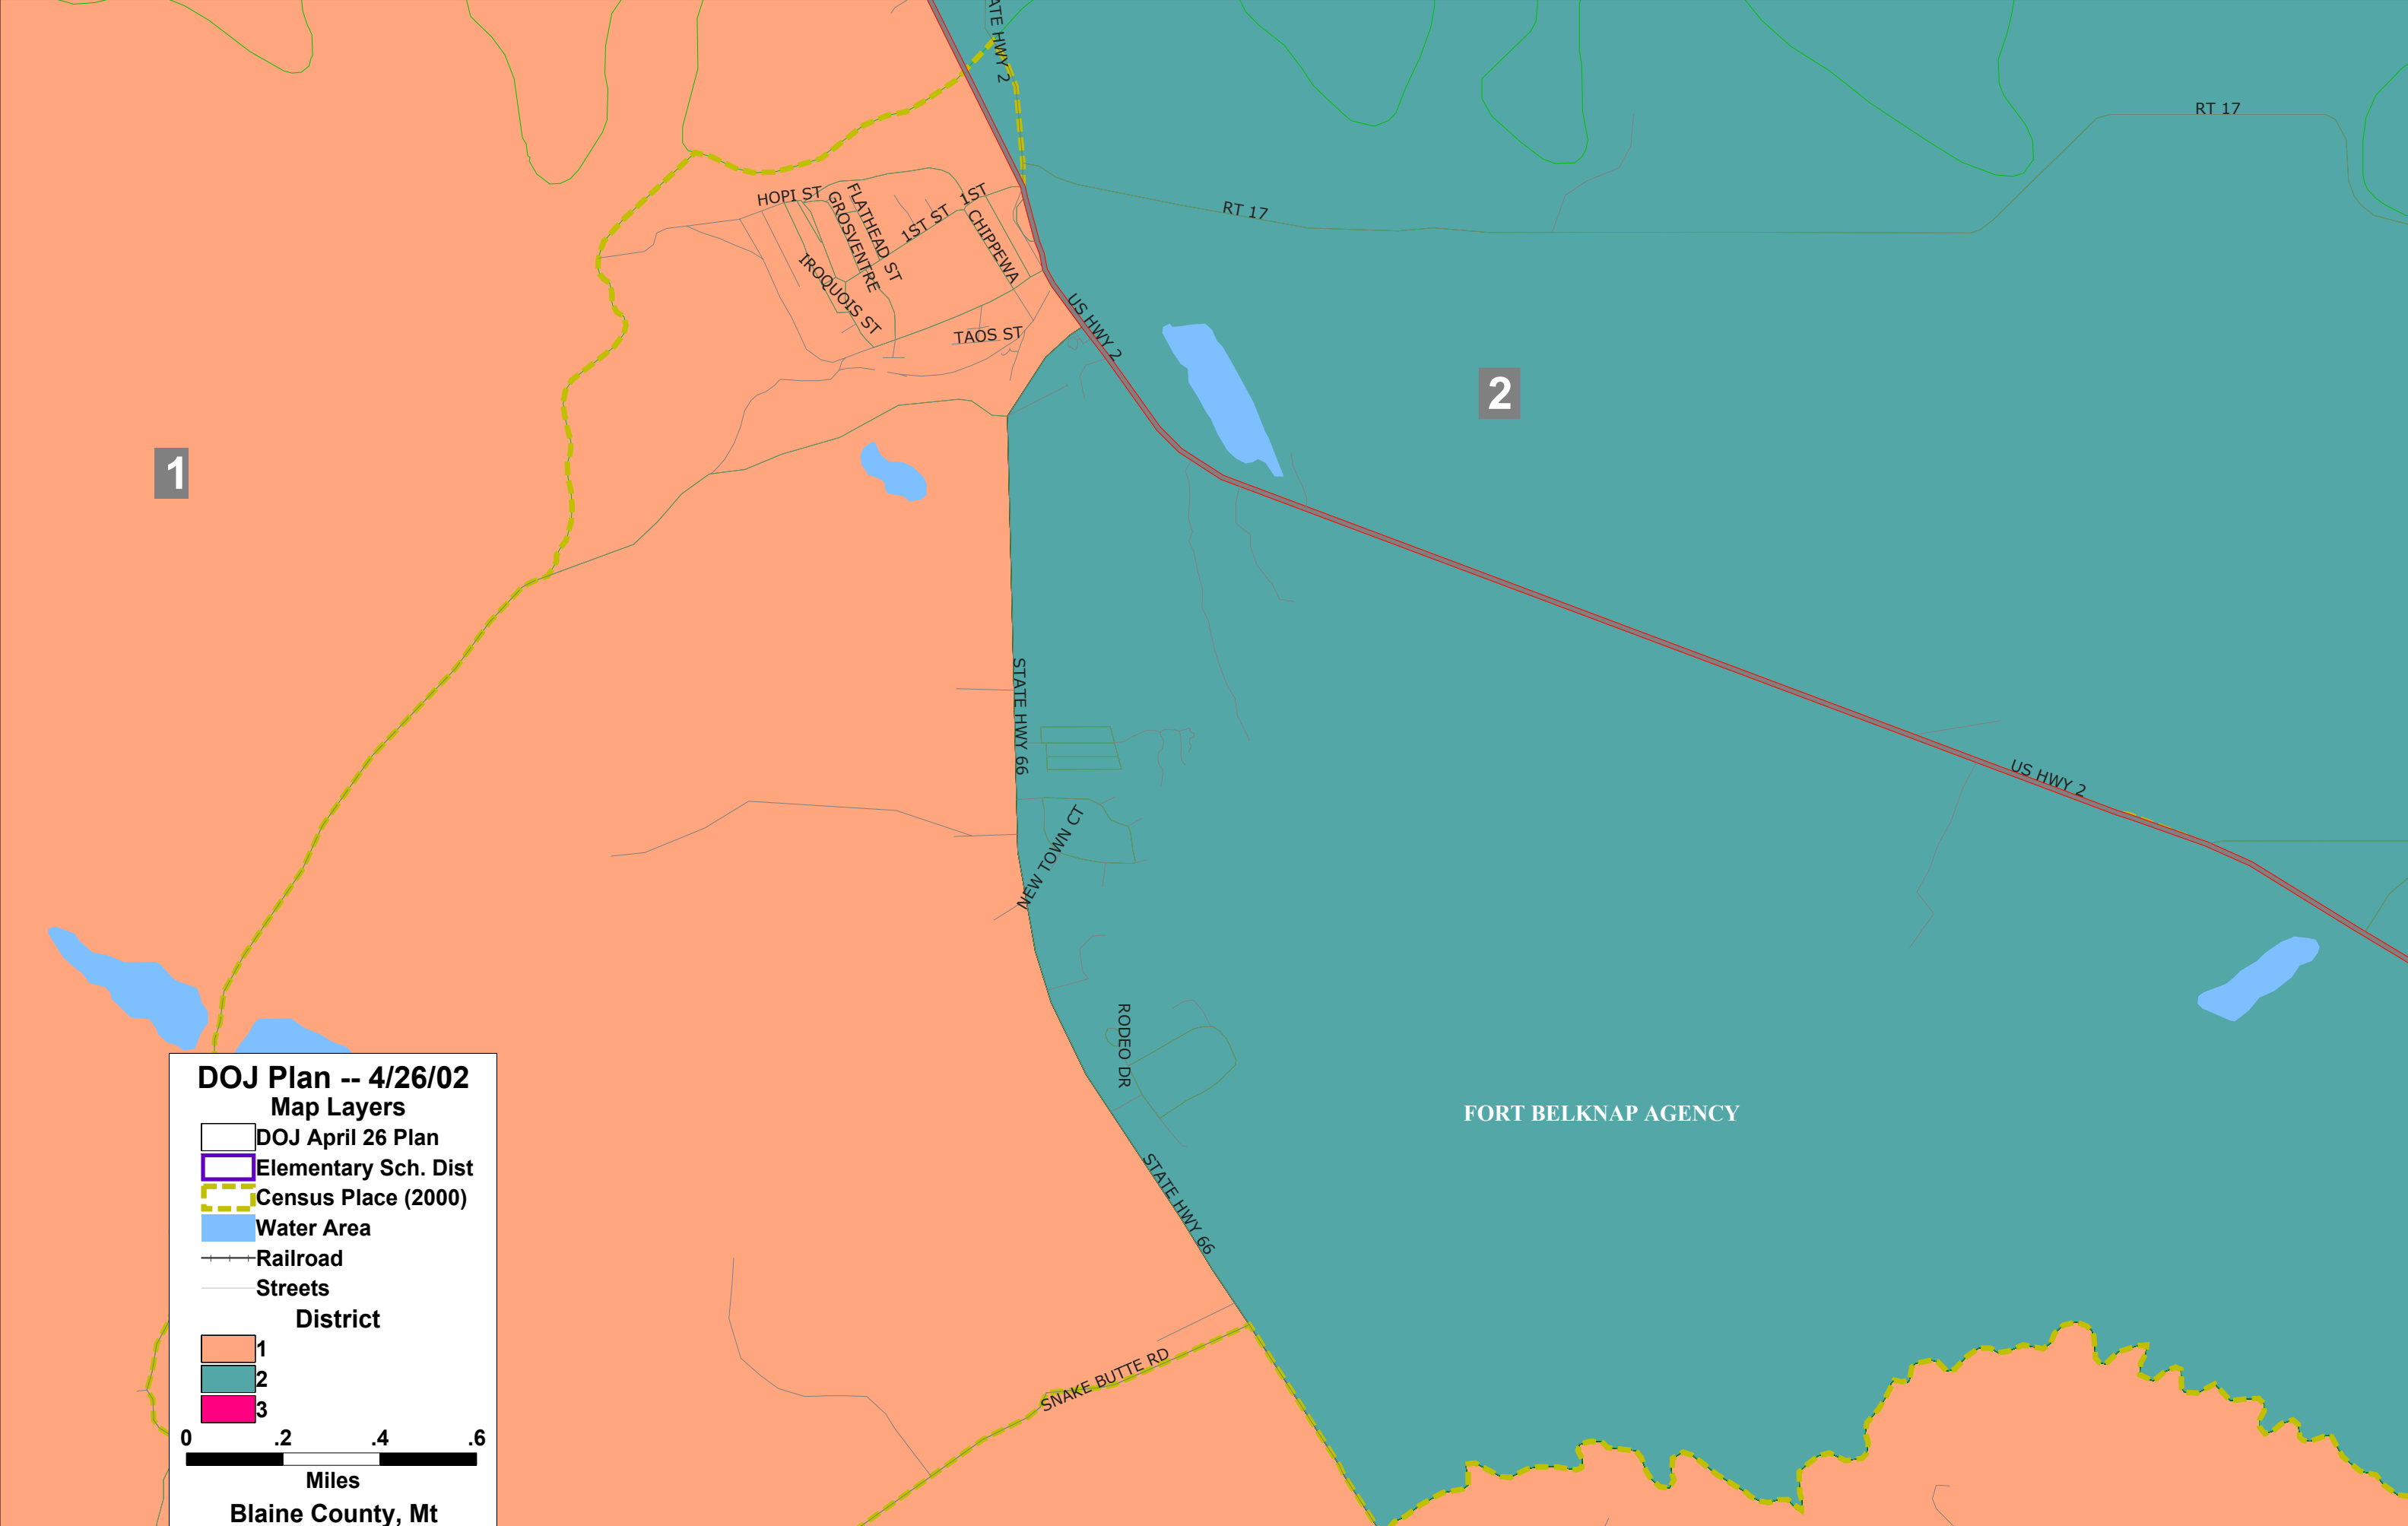 ATE HWY 2
RT 17
HOPI ST
FLATHEAD ST
GROSVENTRE
1ST ST
1ST
CHIPPEWA
RT 17
IROQUOIS ST
TAOS ST
US HWY 2
2
1
STATE HWY 66
US HWY 2
NEW TOWN CT
RODEO DR
FORT BELKNAP AGENCY
STATE HWY 66
SNAKE BUTTE RD
DOJ Plan -- 4/26/02
Map Layers
DOJ April 26 Plan
Elementary Sch. Dist
Census Place (2000)
Water Area
Railroad
Streets
District
1
2
3
0 .2 .4 .6
Miles
Blaine County, Mt